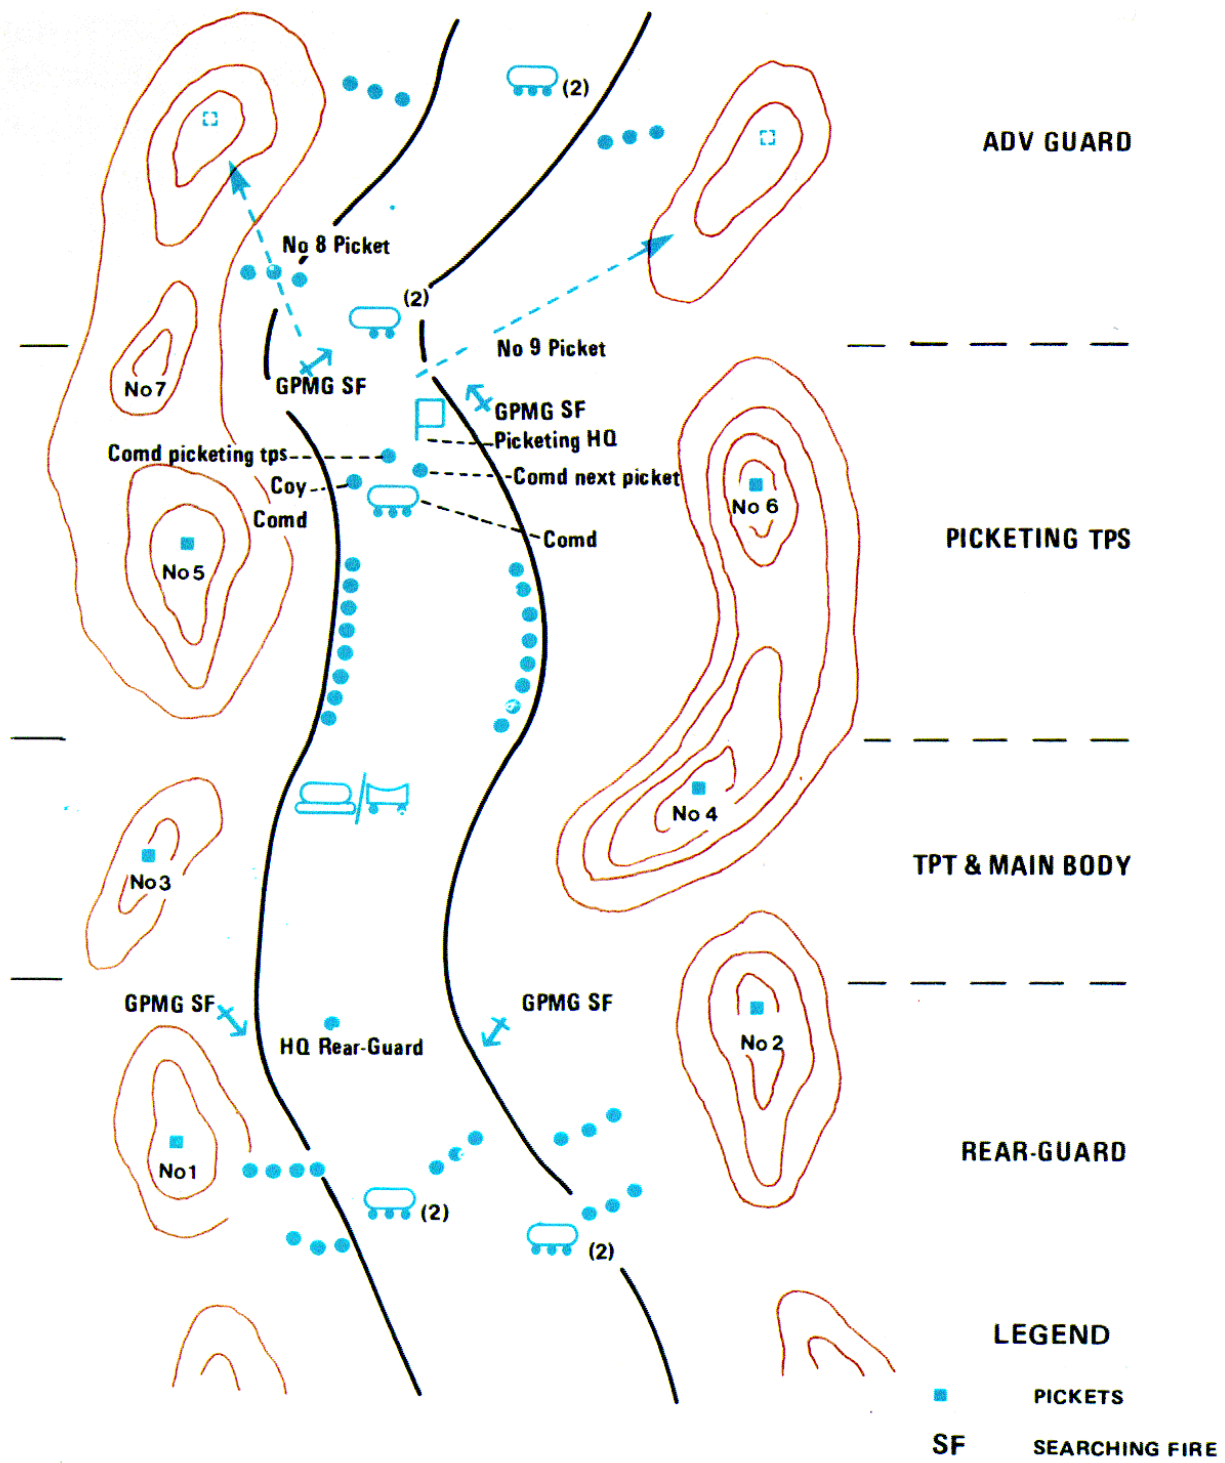 (2)
ADV GUARD
No 8 Picket
(2)
No 9 Picket
No 7
GPMG SF
GPMG SF
Picketing HQ
Comd picketing tps
Comd next picket
Coy
Comd
Comd
No 6
No 5
PICKETING TPS
No 4
No 3
TPT & MAIN BODY
GPMG SF
GPMG SF
HQ Rear-Guard
No 2
No 1
REAR-GUARD
(2)
(2)
LEGEND
PICKETS
SF SEARCHING FIRE